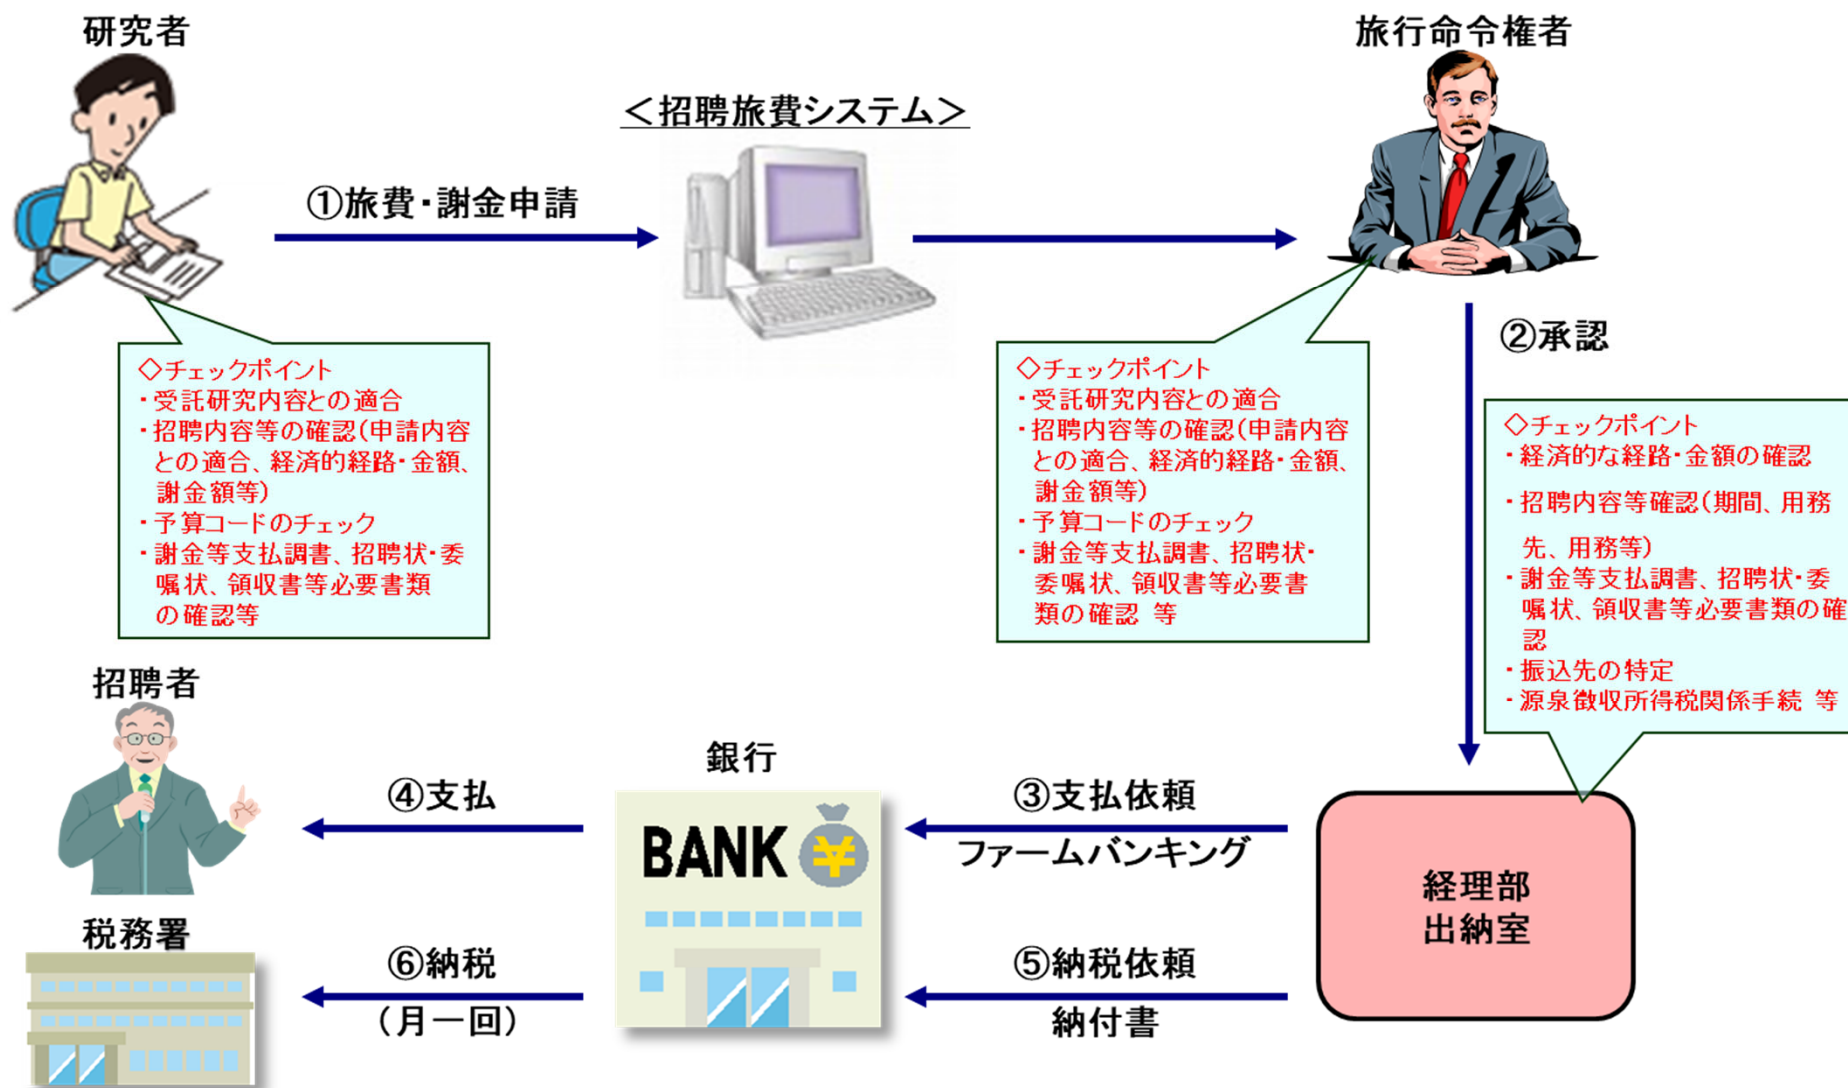 研究者
旅行命令権者
＜招聘旅費システム＞
①旅費・謝金申請
②承認
◇チェックポイント
・受託研究内容との適合
・招聘内容等の確認（申請内容
との適合、経済的経路・金額、
謝金額等）
・予算コードのチェック
・謝金等支払調書、招聘状・委
嘱状、領収書等必要書類
の確認等
◇チェックポイント
・受託研究内容との適合
・招聘内容等の確認（申請内容
との適合、経済的経路・金額、
謝金額等）
・予算コードのチェック
・謝金等支払調書、招聘状・
委嘱状、領収書等必要書
類の確認 等
◇チェックポイント
・経済的な経路・金額の確認
・招聘内容等確認（期間、用務
先、用務等）
・謝金等支払調書、招聘状・委
嘱状、領収書等必要書類の確
認
・振込先の特定
・源泉徴収所得税関係手続 等
招聘者
銀行
④支払
③支払依頼
ファームバンキング
BANK ¥
経理部
出納室
税務署
⑥納税
（月一回）
⑤納税依頼
納付書